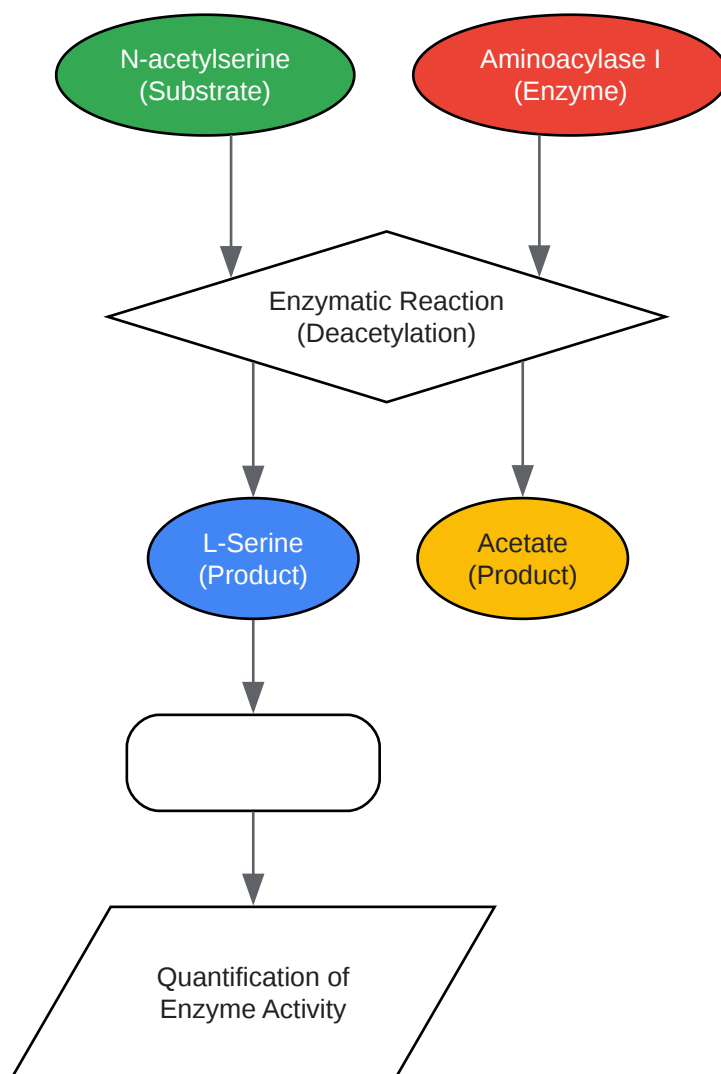 N-acetylserine
(Substrate)
Aminoacylase I
(Enzyme)
Enzymatic Reaction
(Deacetylation)
L-Serine
(Product)
Acetate
(Product)
Quantification of
Enzyme Activity